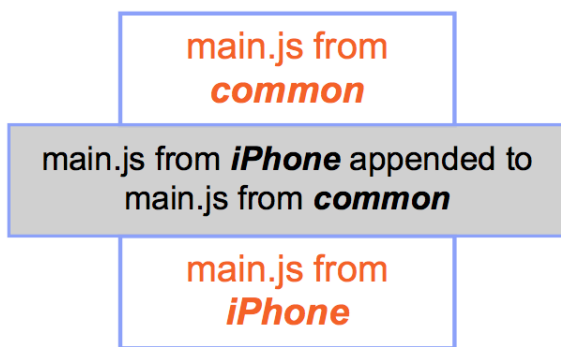 main.js from
common
main.js from iPhone appended to
main.js from common
main.js from
iPhone